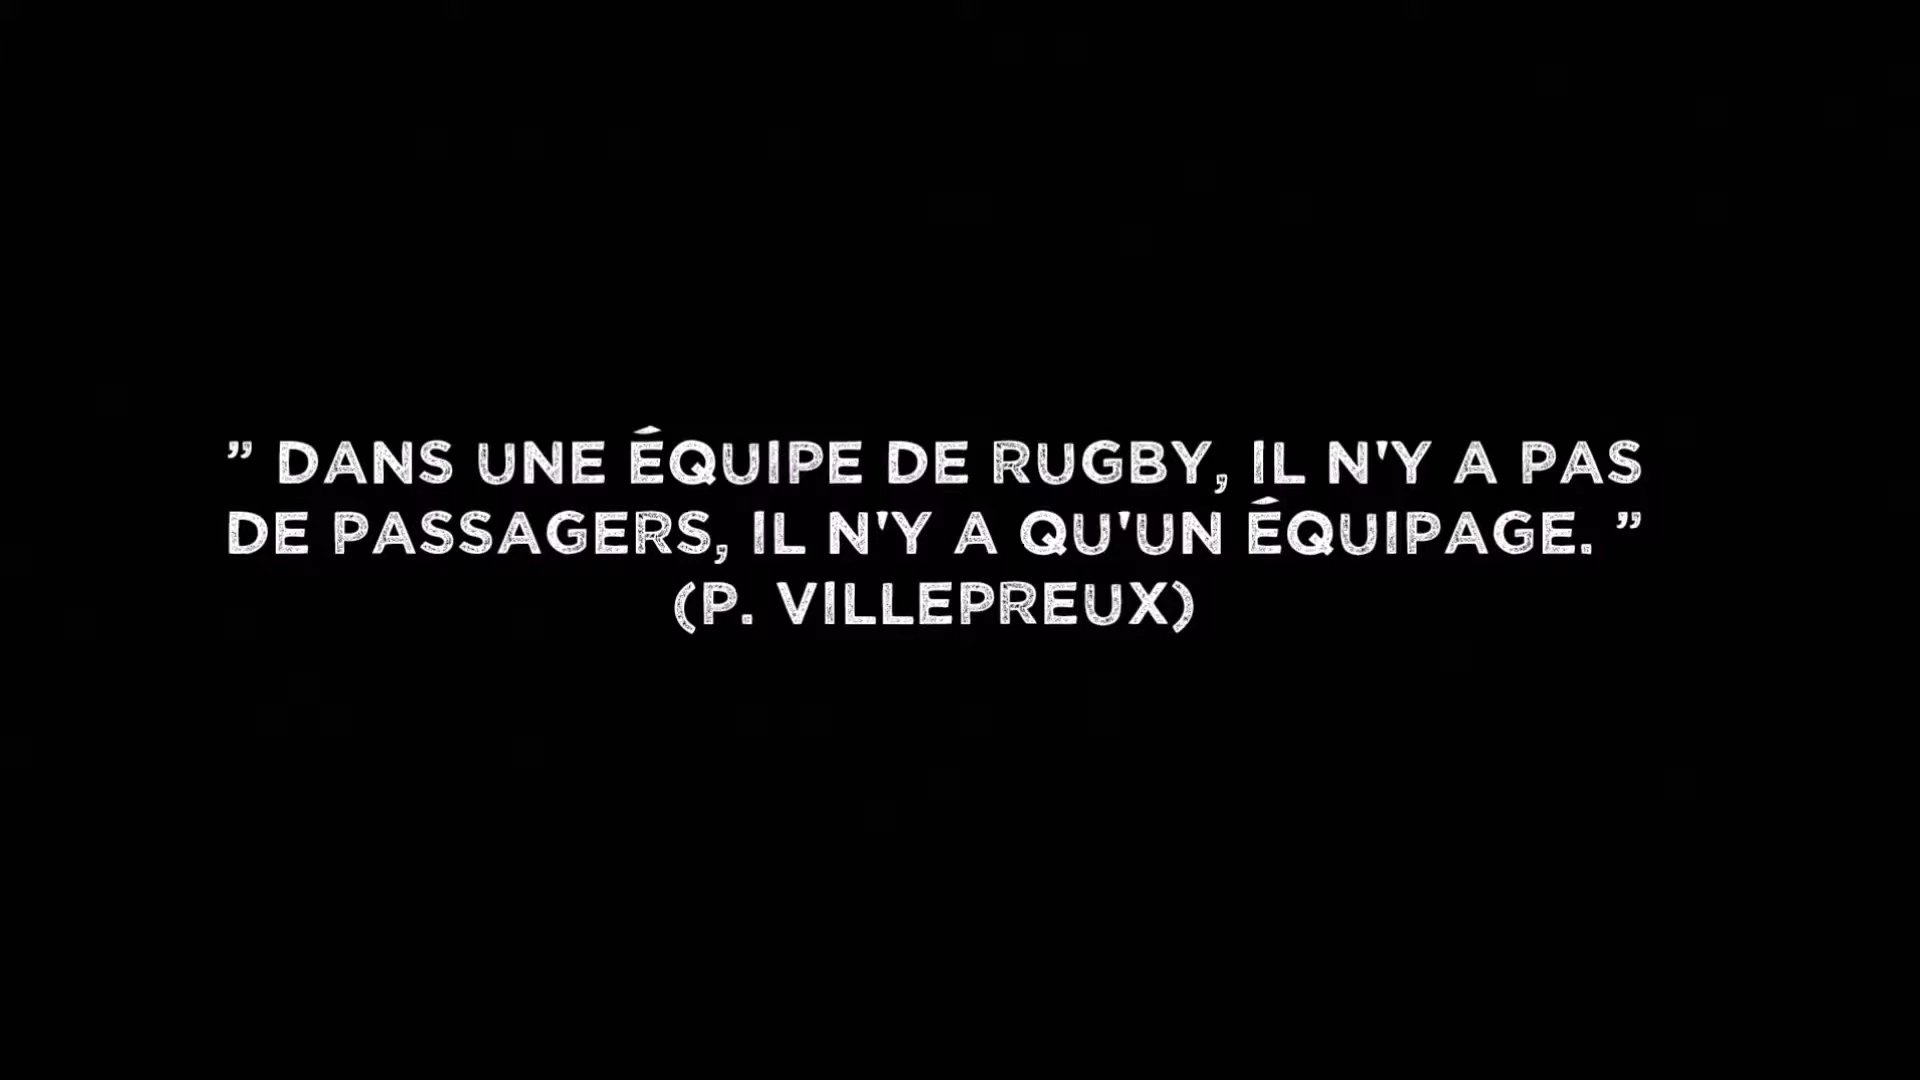 ” DANS UNE ÉQUIPE DE RUGBY, IL N'Y A PAS
DE PASSAGERS, IL N'Y A QU'UN ÉQUIPAGE. ”
(P. VILLEPREUX)